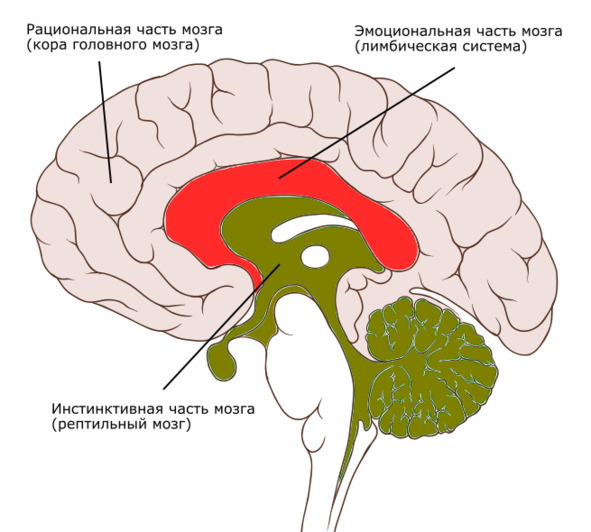 Рациональная часть мозга
(кора головного мозга)
Эмоциональная часть мозга
(лимбическая система)
Инстинктивная часть мозга
(рептильный мозг)